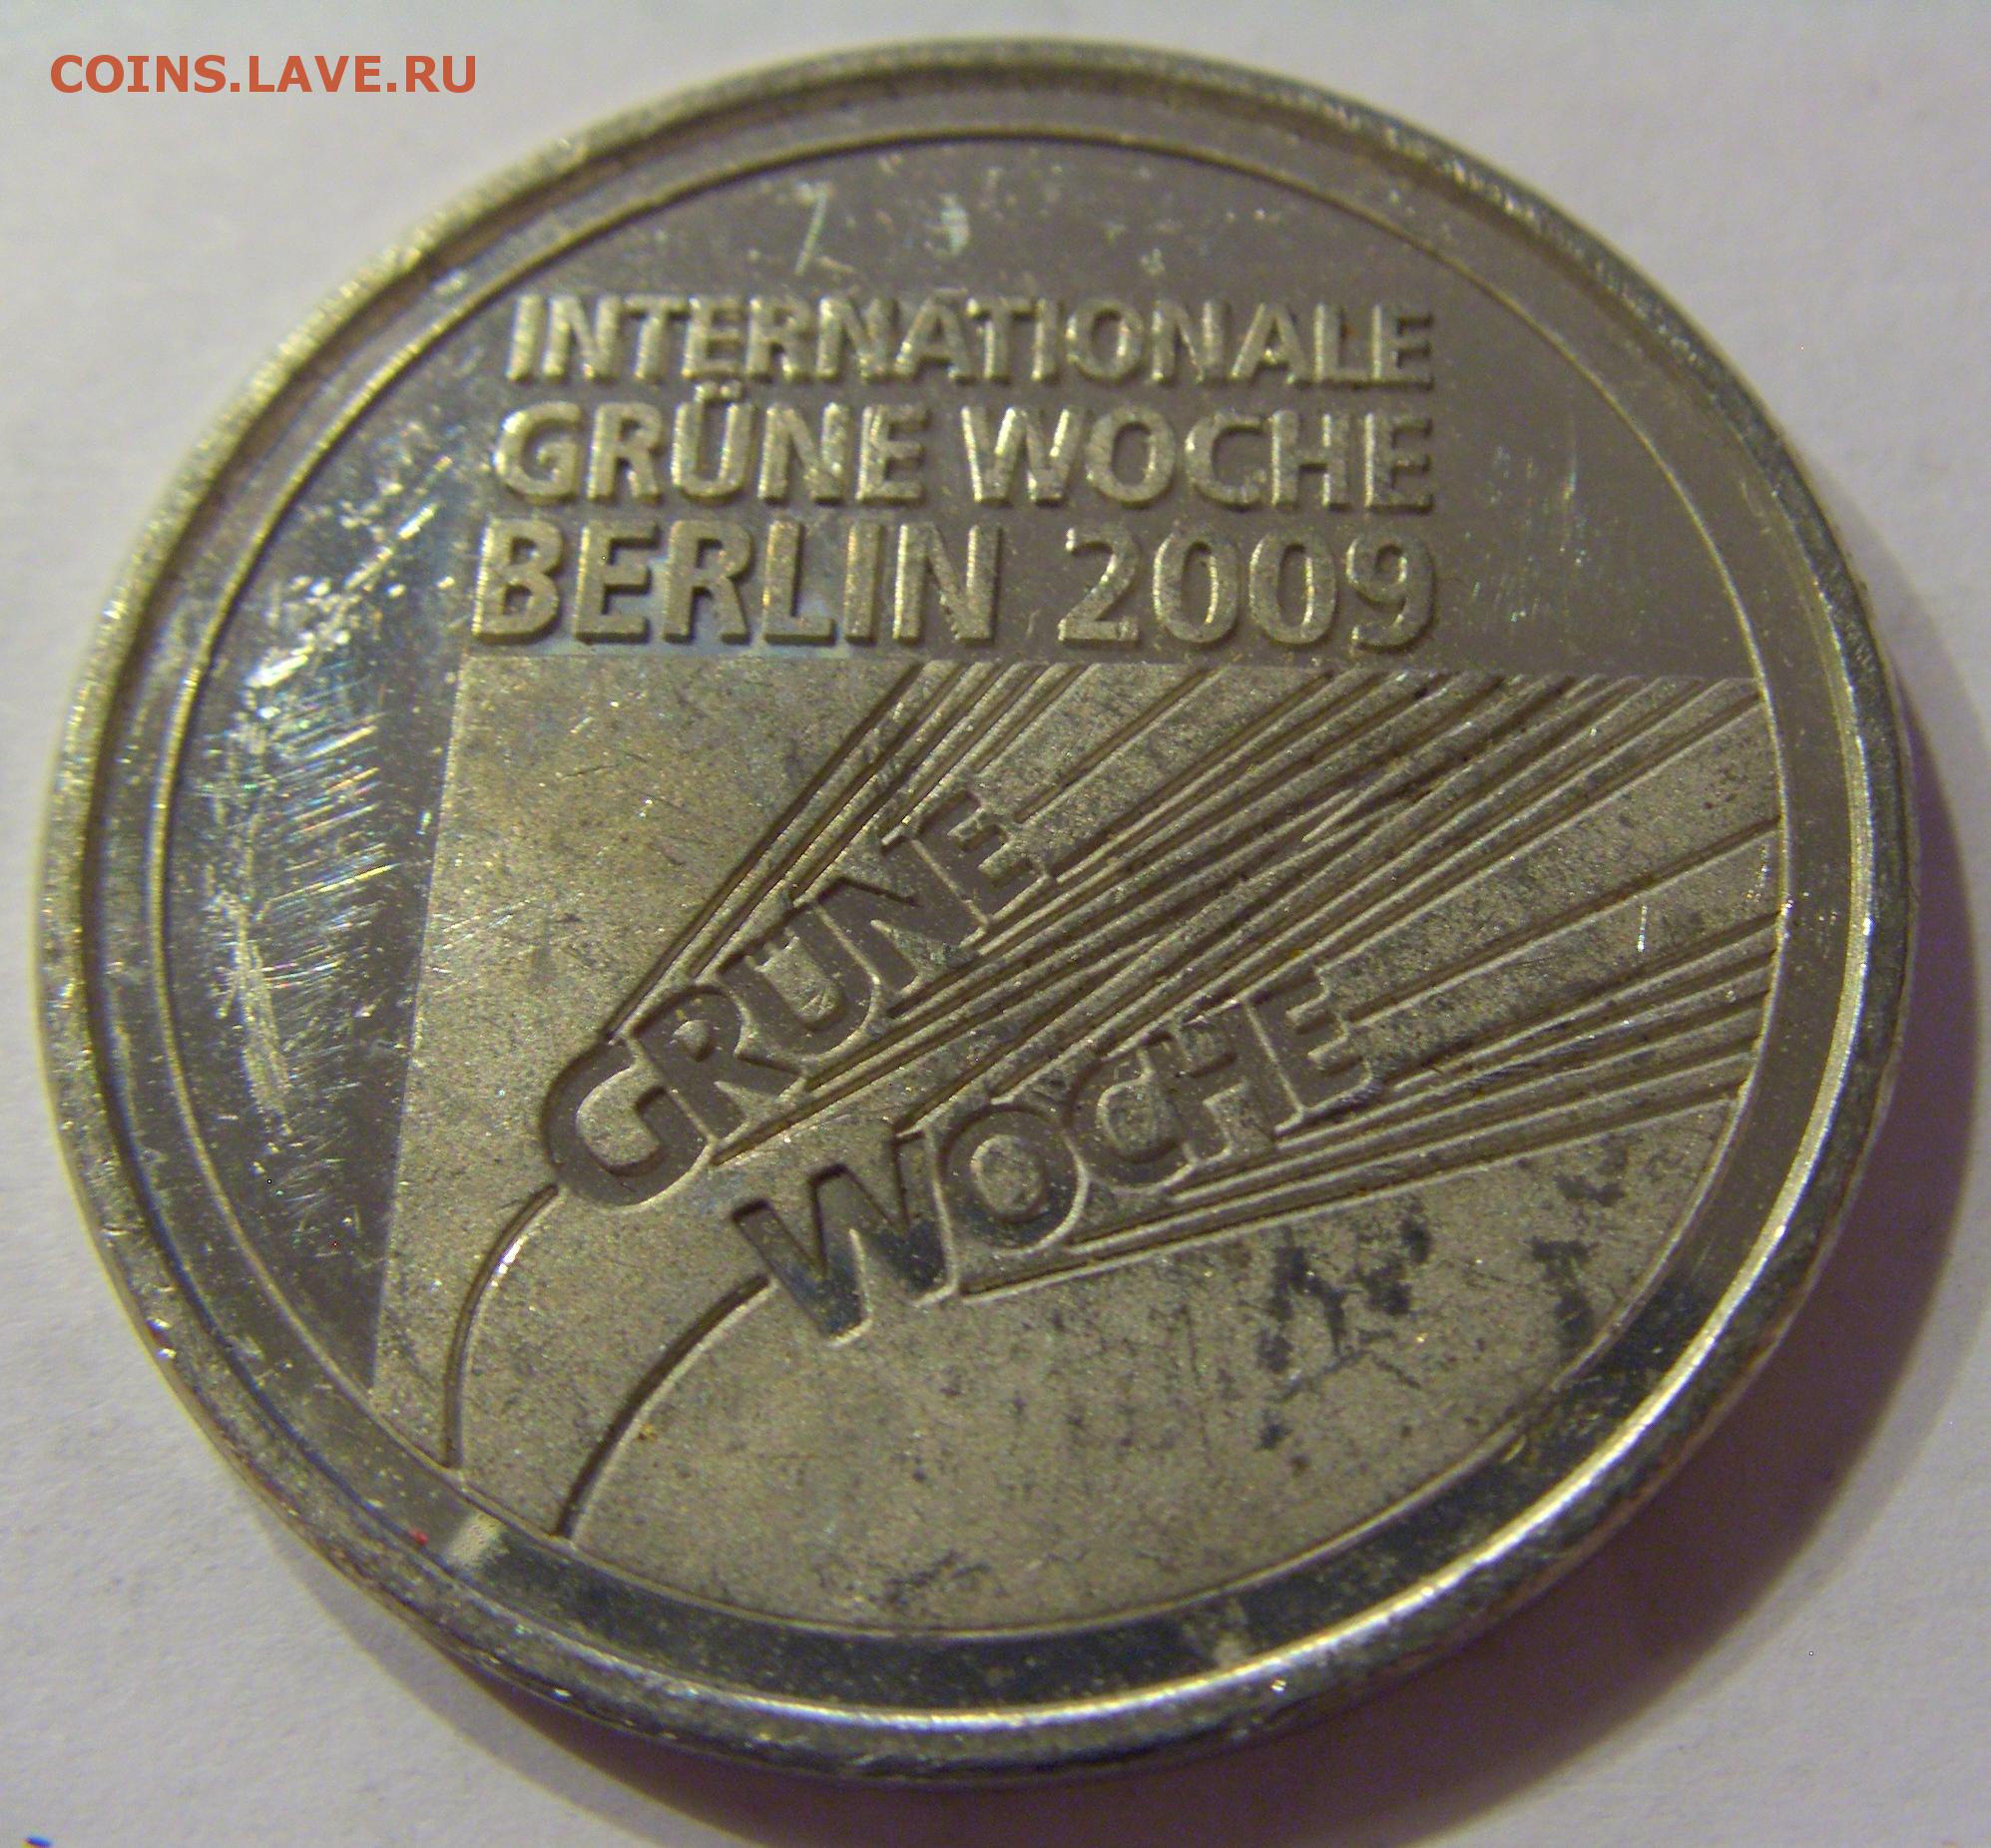 COINS.LAVE.RU
INTERNATIONALE
GRÜNE WOCHE
BERLIN 2009
GRÜNE
WOCHE